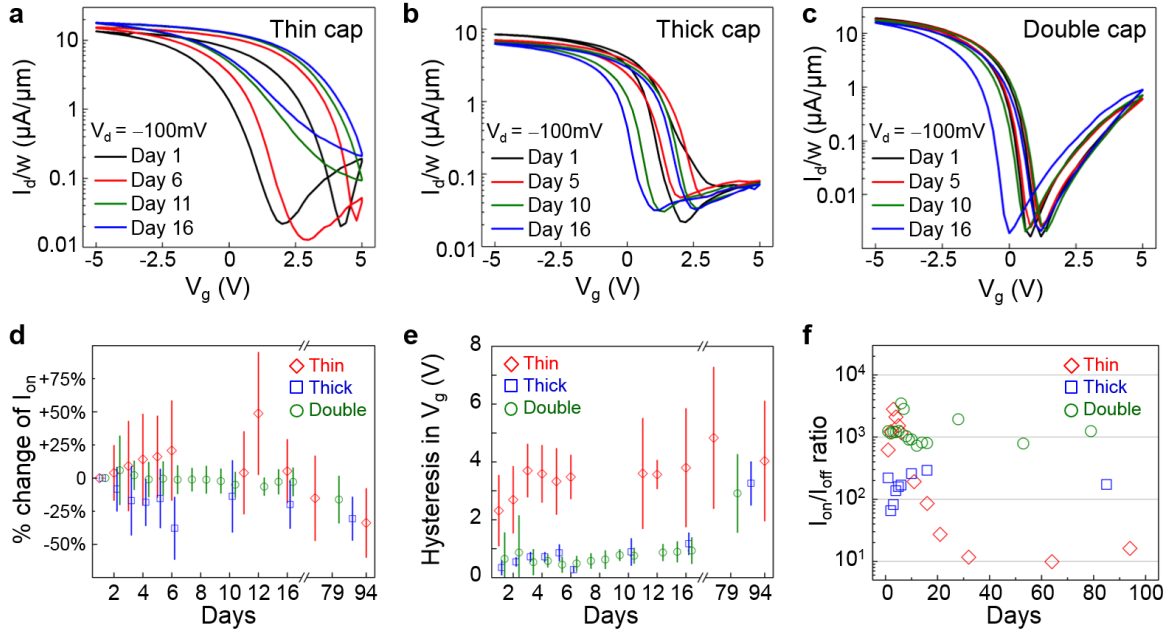 a
Thin cap
I_d/w (μA/μm)
10
1
0.1
0.01
V_d = −100mV
Day 1
Day 6
Day 11
Day 16
-5
-2.5
0
2.5
5
V_g (V)
b
Thick cap
I_d/w (μA/μm)
10
1
0.10
0.01
V_d = −100mV
Day 1
Day 5
Day 10
Day 16
-5
-2.5
0
2.5
5
V_g (V)
c
Double cap
I_d/w (μA/μm)
10
1
0.1
0.01
V_d = −100mV
Day 1
Day 5
Day 10
Day 16
-5
-2.5
0
2.5
5
V_g (V)
d
% change of I_on
+75%
+50%
+25%
0
-25%
-50%
Thin
Thick
Double
2
4
6
10
12
16
79
94
Days
e
Hysteresis in V_g (V)
8
6
4
2
0
Thin
Thick
Double
2
4
6
10
12
16
79
94
Days
f
I_on/I_off ratio
10^4
10^3
10^2
10^1
Thin
Thick
Double
0
20
40
60
80
100
Days